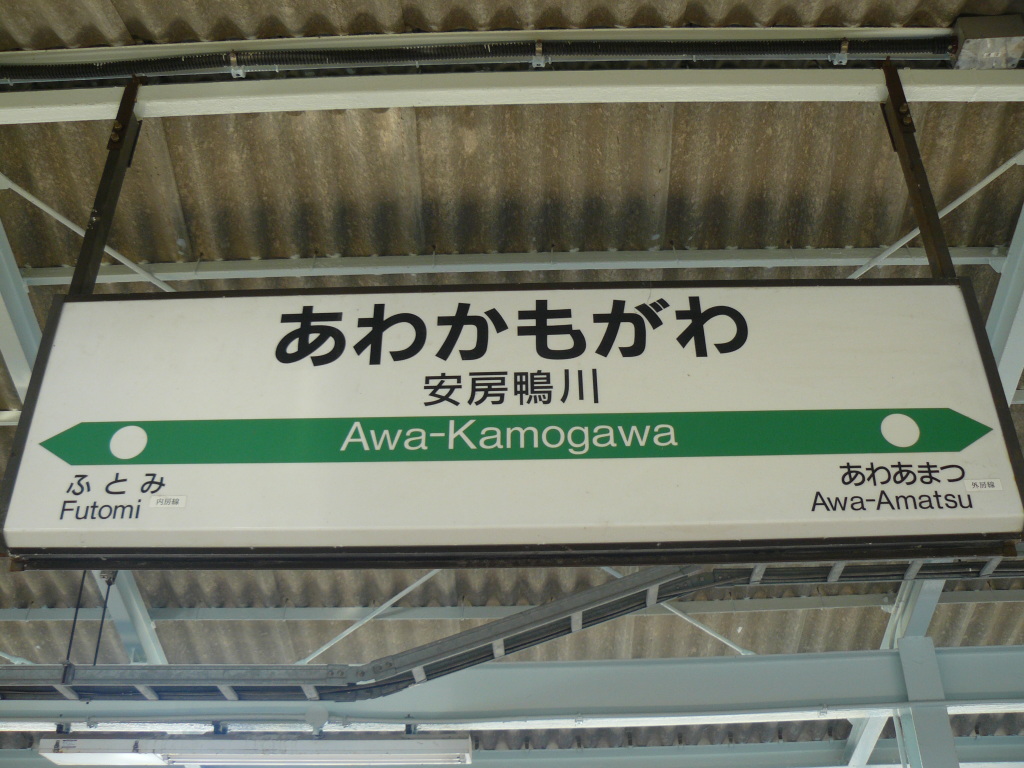 あわかもがわ
安房鴨川
Awa-Kamogawa
ふとみ
内房線
Futomi
あわあまつ
外房線
Awa-Amatsu